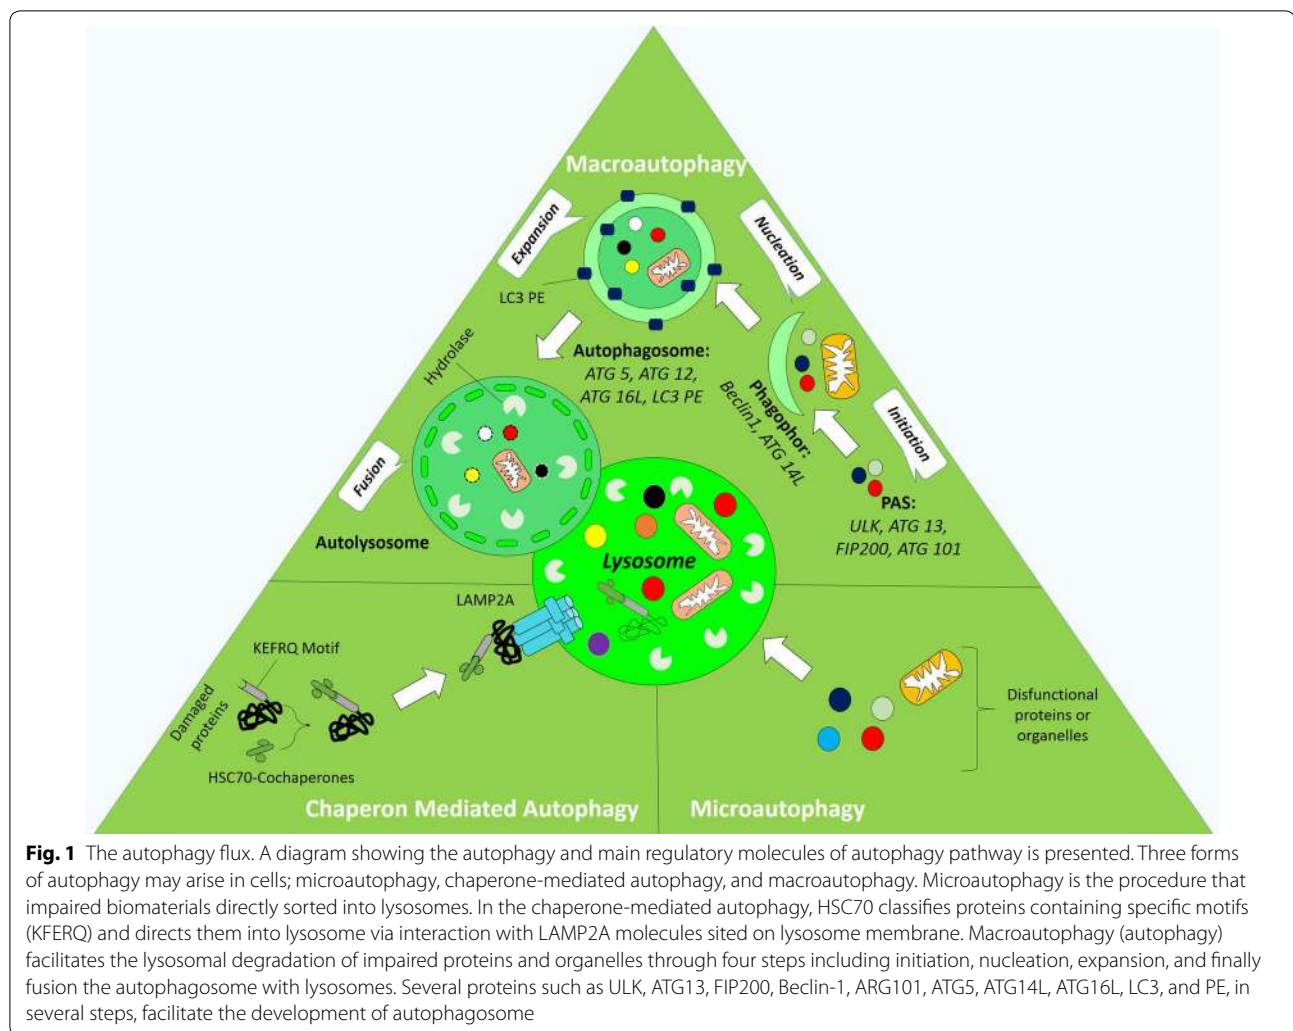 Macroautophagy
Expansion
Nucleation
LC3 PE
Hydrolase
Autophagosome:
ATG 5, ATG 12,
ATG 16L, LC3 PE
Phagophor:
Beclin1, ATG 14L
Initiation
Fusion
PAS:
ULK, ATG 13,
FIP200, ATG 101
Autolysosome
Lysosome
LAMP2A
KEFRQ Motif
Damaged
proteins
HSC70-Cochaperones
Disfunctional
proteins or
organelles
Chaperon Mediated Autophagy
Microautophagy
Fig. 1 The autophagy flux. A diagram showing the autophagy and main regulatory molecules of autophagy pathway is presented. Three forms
of autophagy may arise in cells; microautophagy, chaperone-mediated autophagy, and macroautophagy. Microautophagy is the procedure that
impaired biomaterials directly sorted into lysosomes. In the chaperone-mediated autophagy, HSC70 classifies proteins containing specific motifs
(KFERQ) and directs them into lysosome via interaction with LAMP2A molecules sited on lysosome membrane. Macroautophagy (autophagy)
facilitates the lysosomal degradation of impaired proteins and organelles through four steps including initiation, nucleation, expansion, and finally
fusion the autophagosome with lysosomes. Several proteins such as ULK, ATG13, FIP200, Beclin-1, ARG101, ATG5, ATG14L, ATG16L, LC3, and PE, in
several steps, facilitate the development of autophagosome